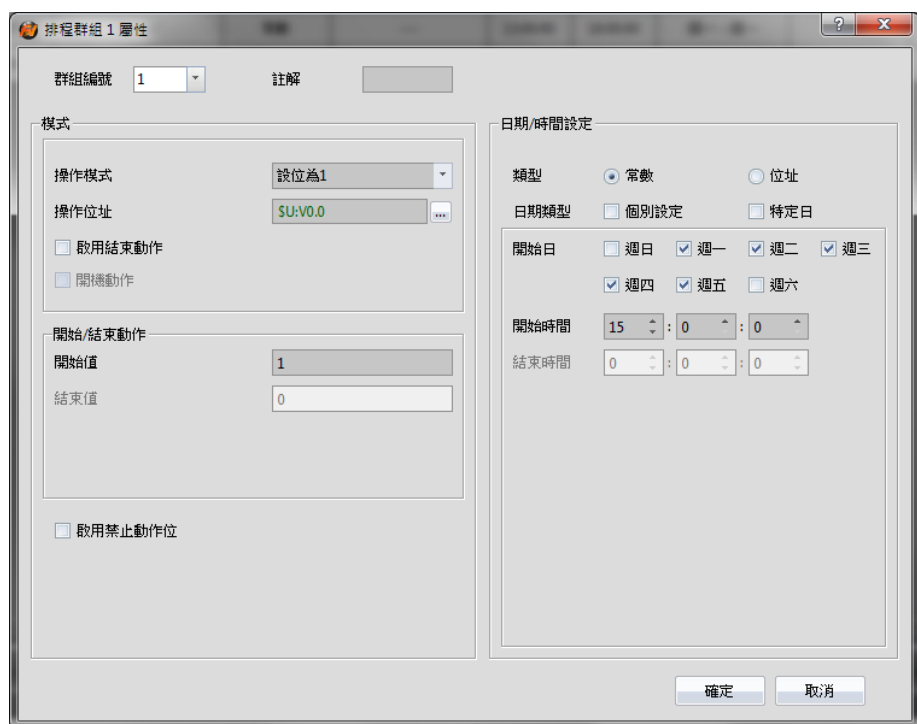 排程群組 1 屬性
群組編號 1 註解
模式
操作模式 設位為1
操作位址 $U:V0.0 ...
啟用結束動作
開機動作
開始/結束動作
開始值 1
結束值 0
啟用禁止動作位
日期/時間設定
類型 常數 位址
日期類型 個別設定 特定日
開始日 週日 週一 週二 週三
週四 週五 週六
開始時間 15 : 0 : 0
結束時間 0 : 0 : 0
確定 取消